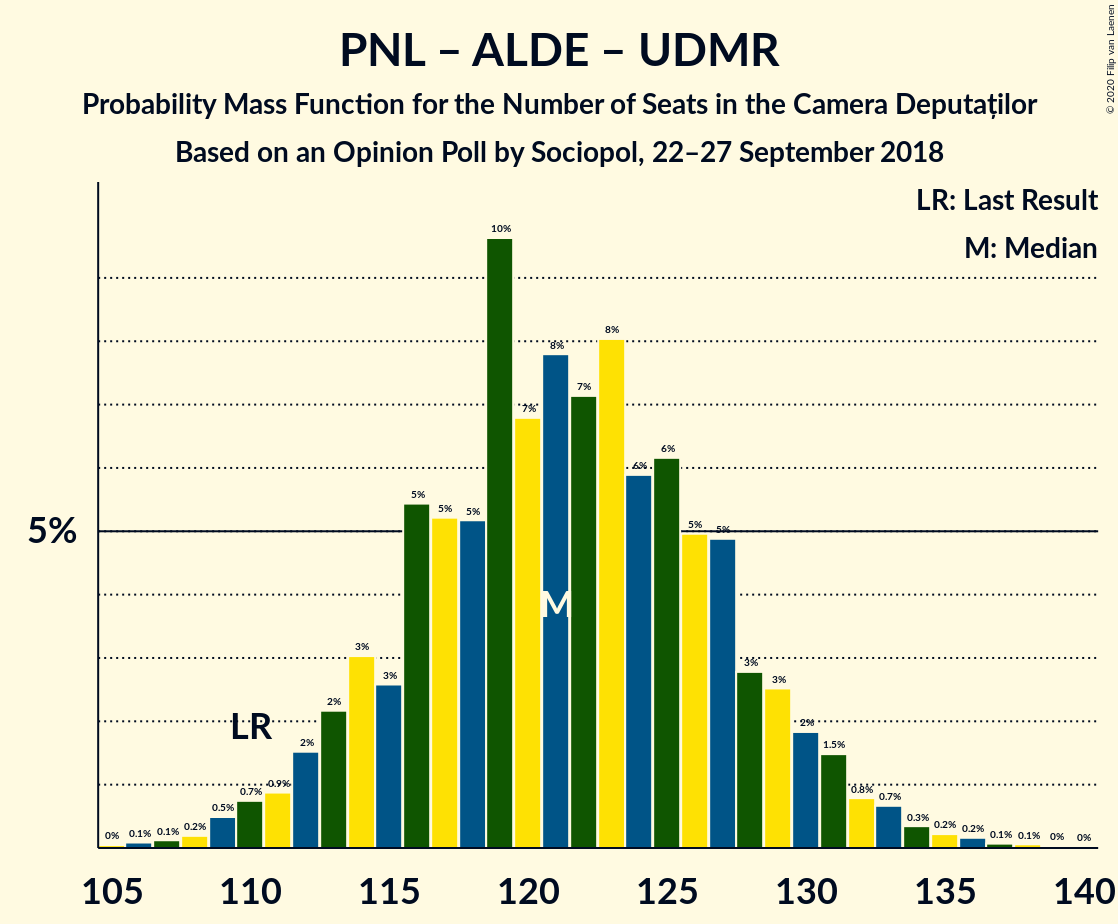 PNL – ALDE – UDMR
Probability Mass Function for the Number of Seats in the Camera Deputaților
Based on an Opinion Poll by Sociopol, 22–27 September 2018
© 2020 Filip van Laenen
LR: Last Result
M: Median
5%
LR
M
0% 0.1% 0.1% 0.2% 0.5% 0.7% 0.9% 2% 2% 3% 3% 5% 5% 5% 10% 7% 8% 7% 8% 6% 6% 5% 5% 3% 3% 2% 1.5% 0.8% 0.7% 0.3% 0.2% 0.2% 0.1% 0.1% 0% 0%
105 110 115 120 125 130 135 140